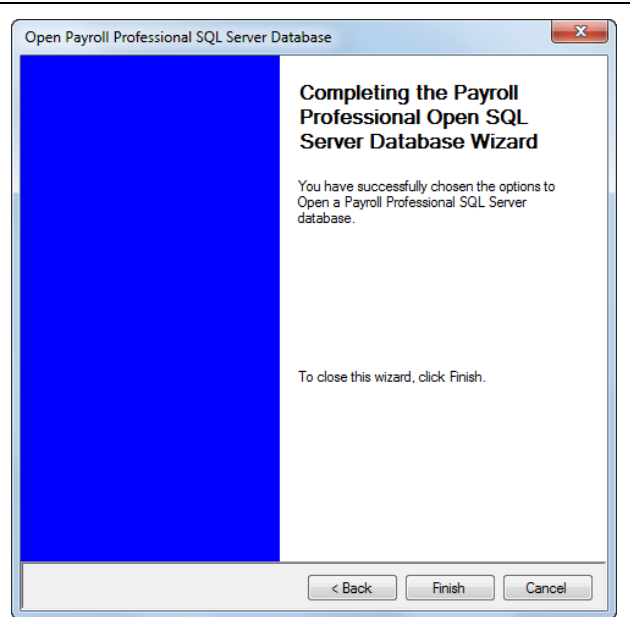 Open Payroll Professional SQL Server Database
Completing the Payroll
Professional Open SQL
Server Database Wizard
You have successfully chosen the options to
Open a Payroll Professional SQL Server
database.
To close this wizard, click Finish.
< Back Finish Cancel